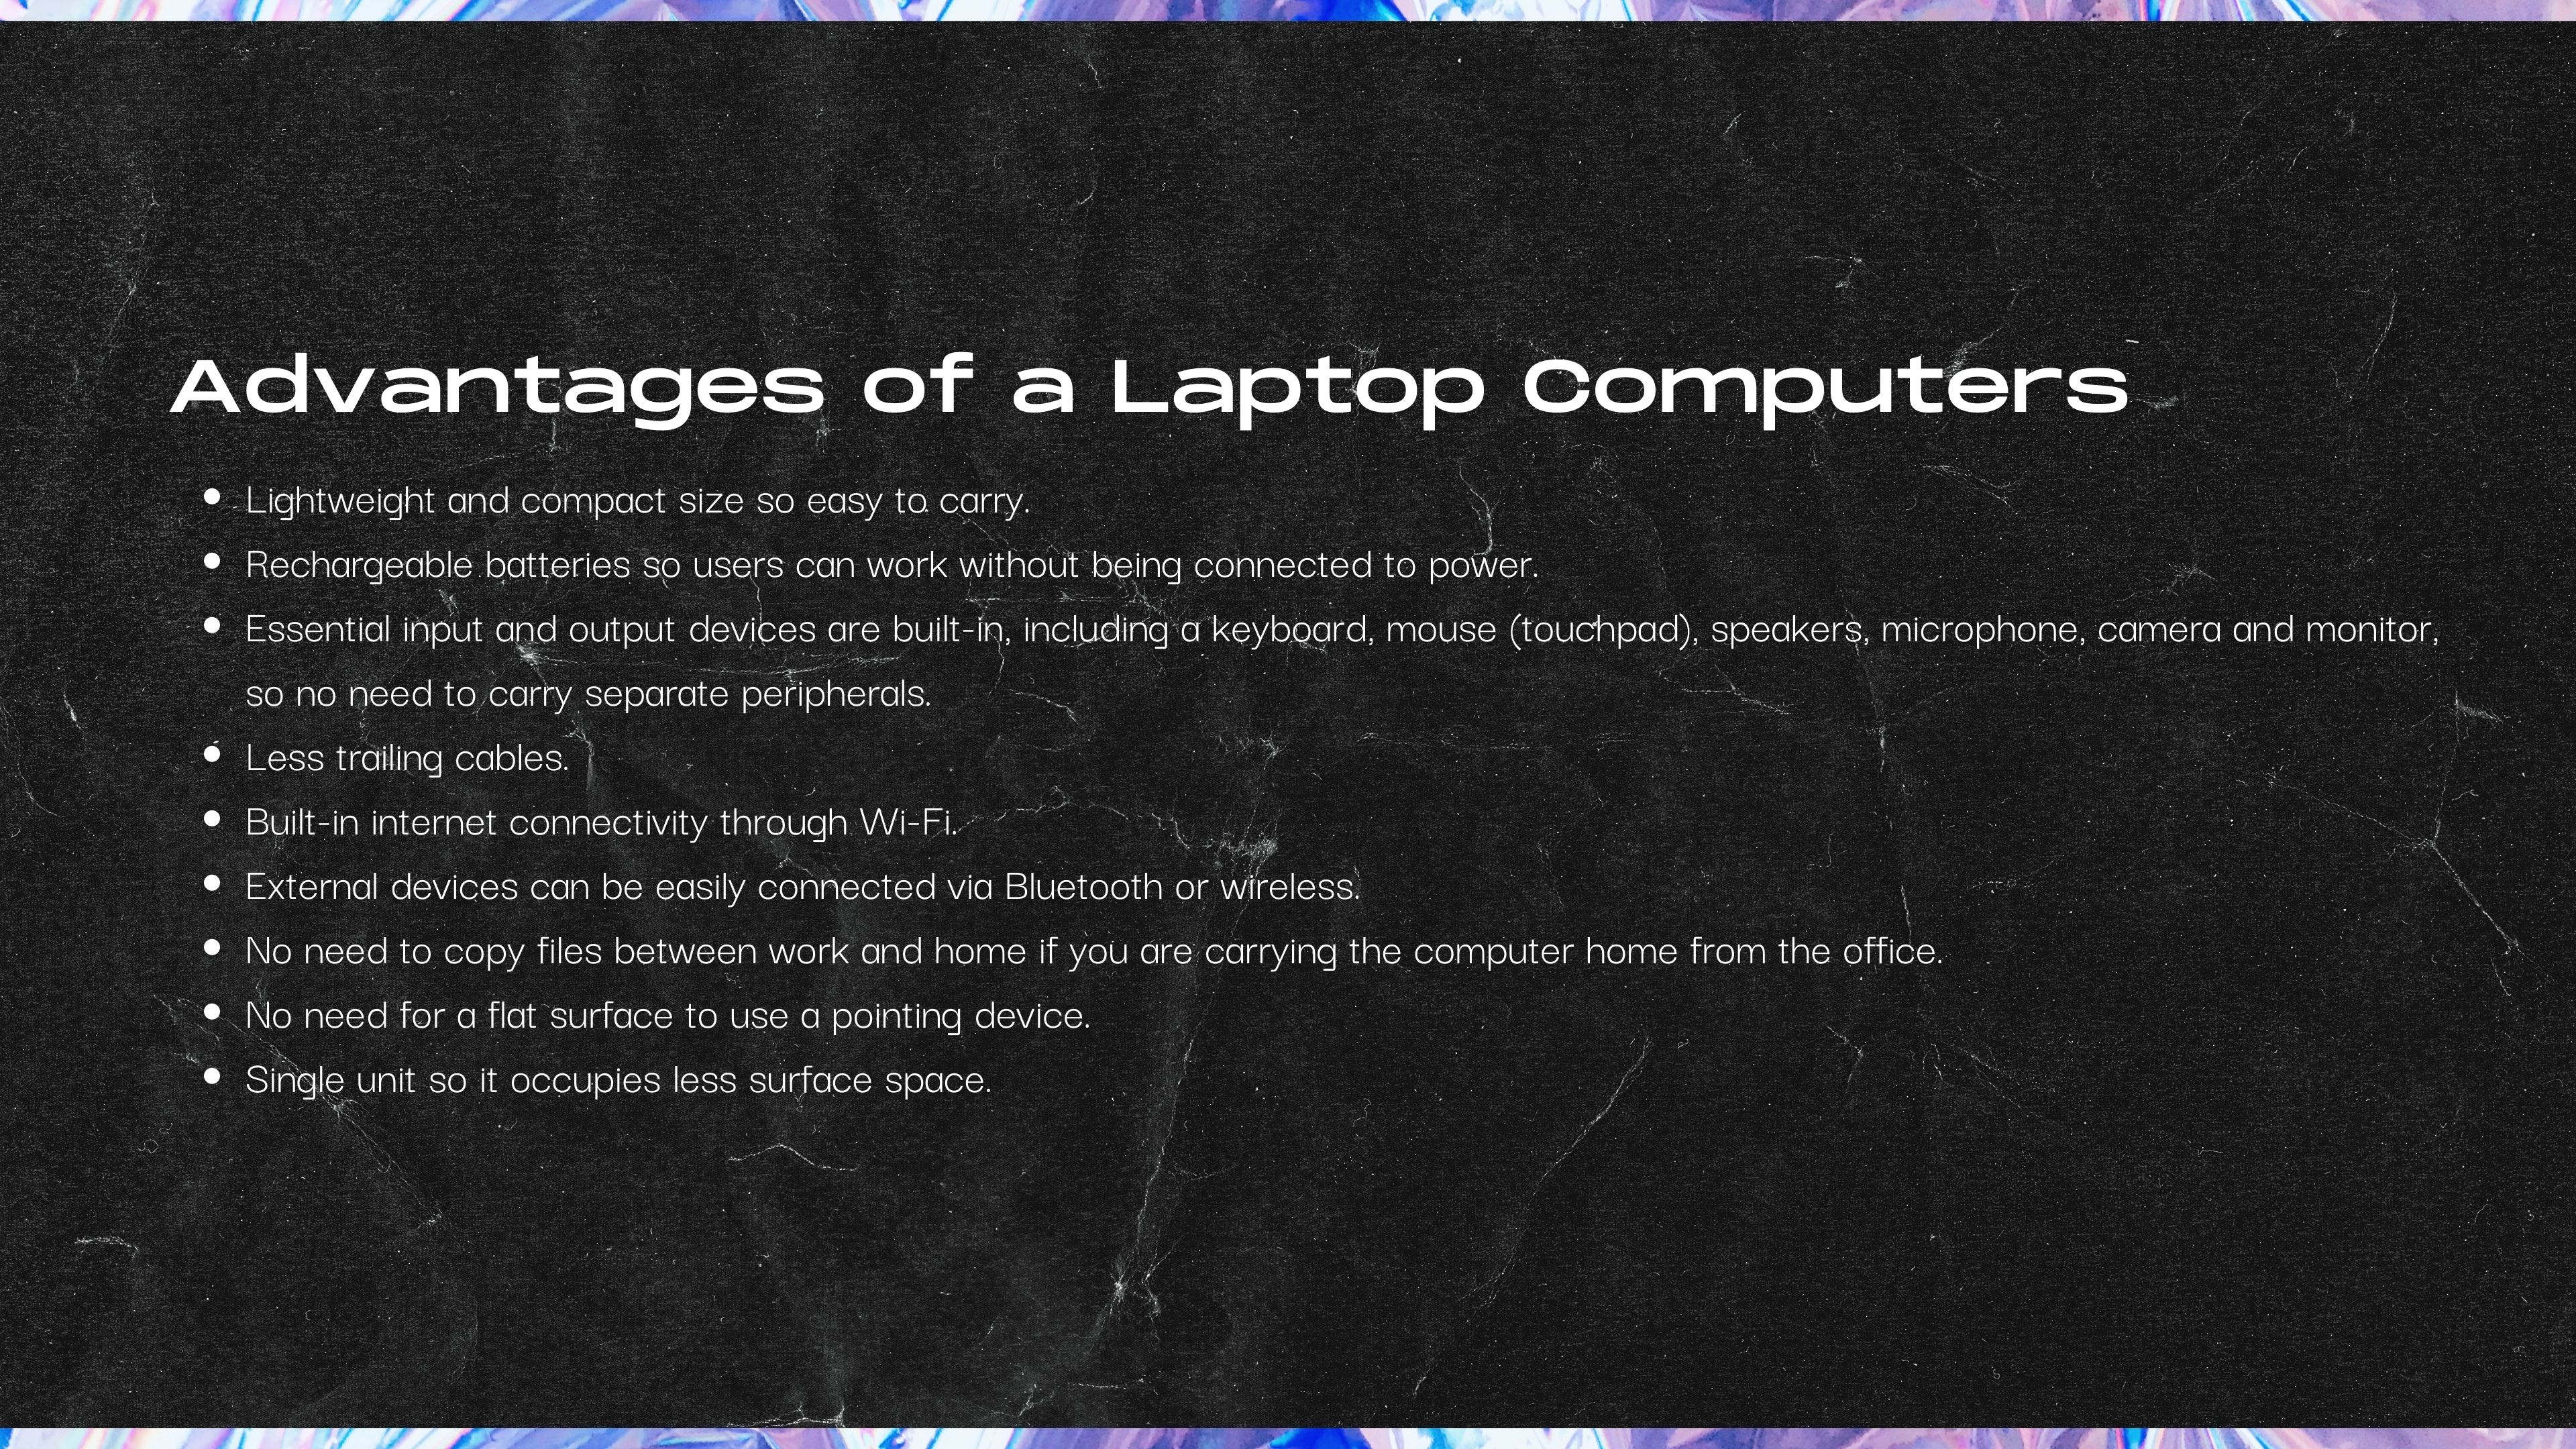 Advantages of a Laptop Computers
• Lightweight and compact size so easy to carry.
• Rechargeable batteries so users can work without being connected to power.
• Essential input and output devices are built-in, including a keyboard, mouse (touchpad), speakers, microphone, camera and monitor,
so no need to carry separate peripherals.
• Less trailing cables.
• Built-in internet connectivity through Wi-Fi.
• External devices can be easily connected via Bluetooth or wireless.
• No need to copy files between work and home if you are carrying the computer home from the office.
• No need for a flat surface to use a pointing device.
• Single unit so it occupies less surface space.